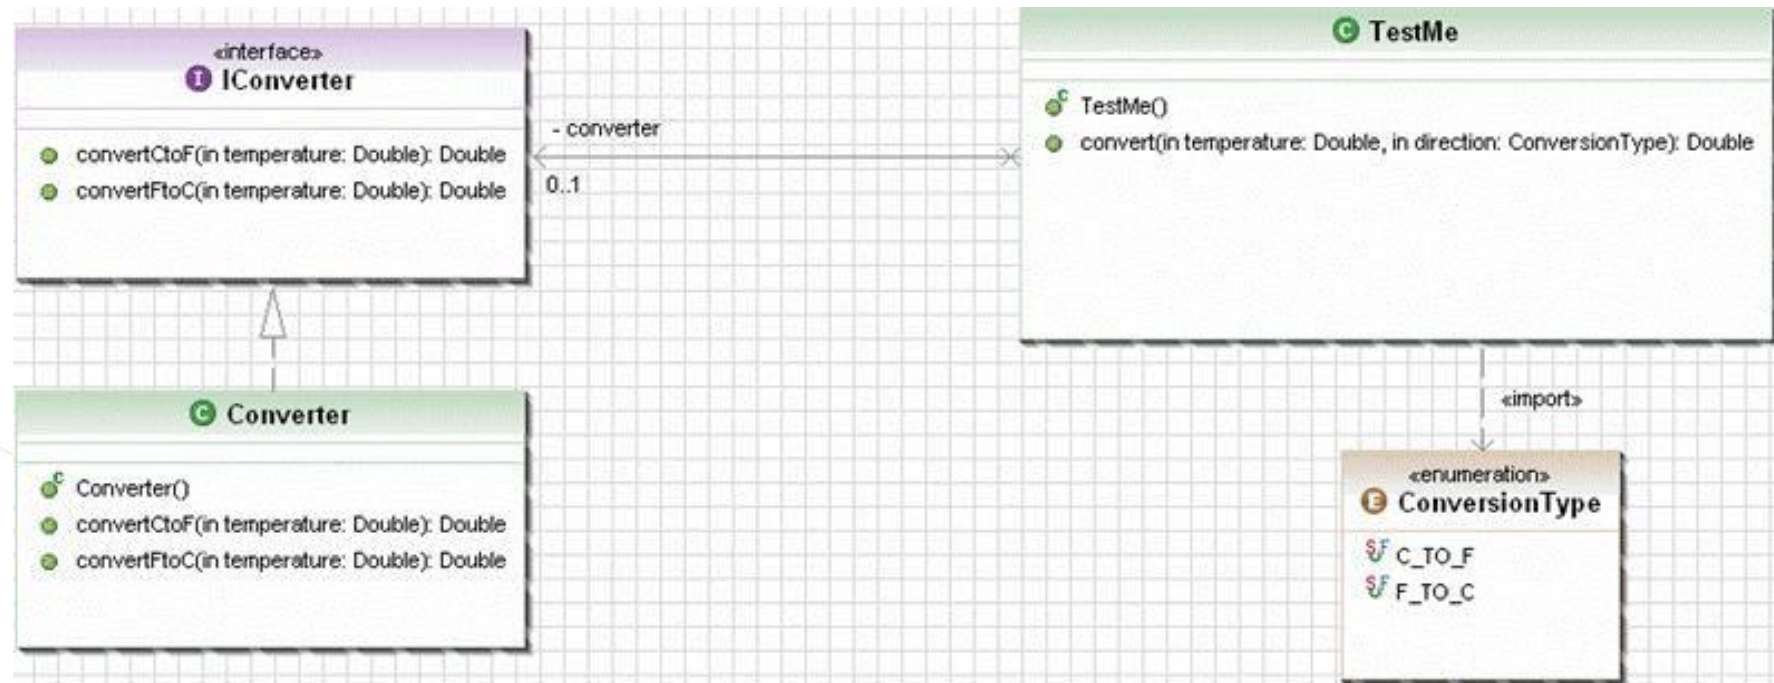 «interface»
I IConverter
convertCtoF(in temperature: Double): Double
convertFtoC(in temperature: Double): Double
- converter
0..1
C TestMe
C TestMe()
convert(in temperature: Double, in direction: ConversionType): Double
C Converter
C Converter()
convertCtoF(in temperature: Double): Double
convertFtoC(in temperature: Double): Double
«import»
«enumeration»
E ConversionType
S F C_TO_F
S F F_TO_C